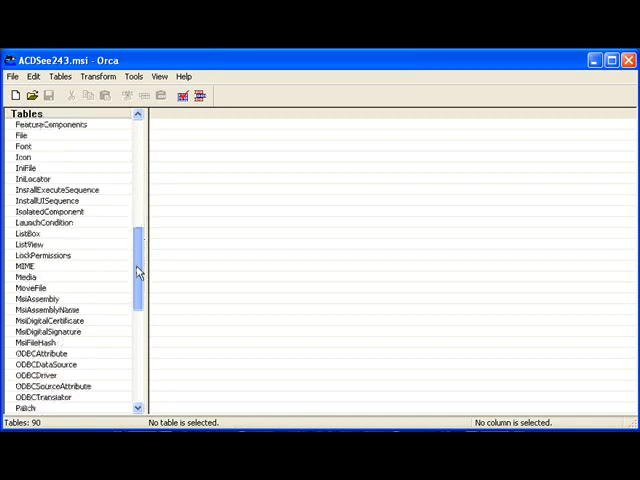 ACDSee243.msi - Orca
File Edit Tables Transform Tools View Help
Tables
FeatureComponents
File
Font
Icon
IniFile
IniLocator
InstallExecuteSequence
InstallUISequence
IsolatedComponent
LaunchCondition
ListBox
ListView
LockPermissions
MIME
Media
MoveFile
MsiAssembly
MsiAssemblyName
MsiDigitalCertificate
MsiDigitalSignature
MsiFileHash
ODBCAttribute
ODBCDataSource
ODBCDriver
ODBCSourceAttribute
ODBCTranslator
Patch
Tables: 90 No table is selected. No column is selected.